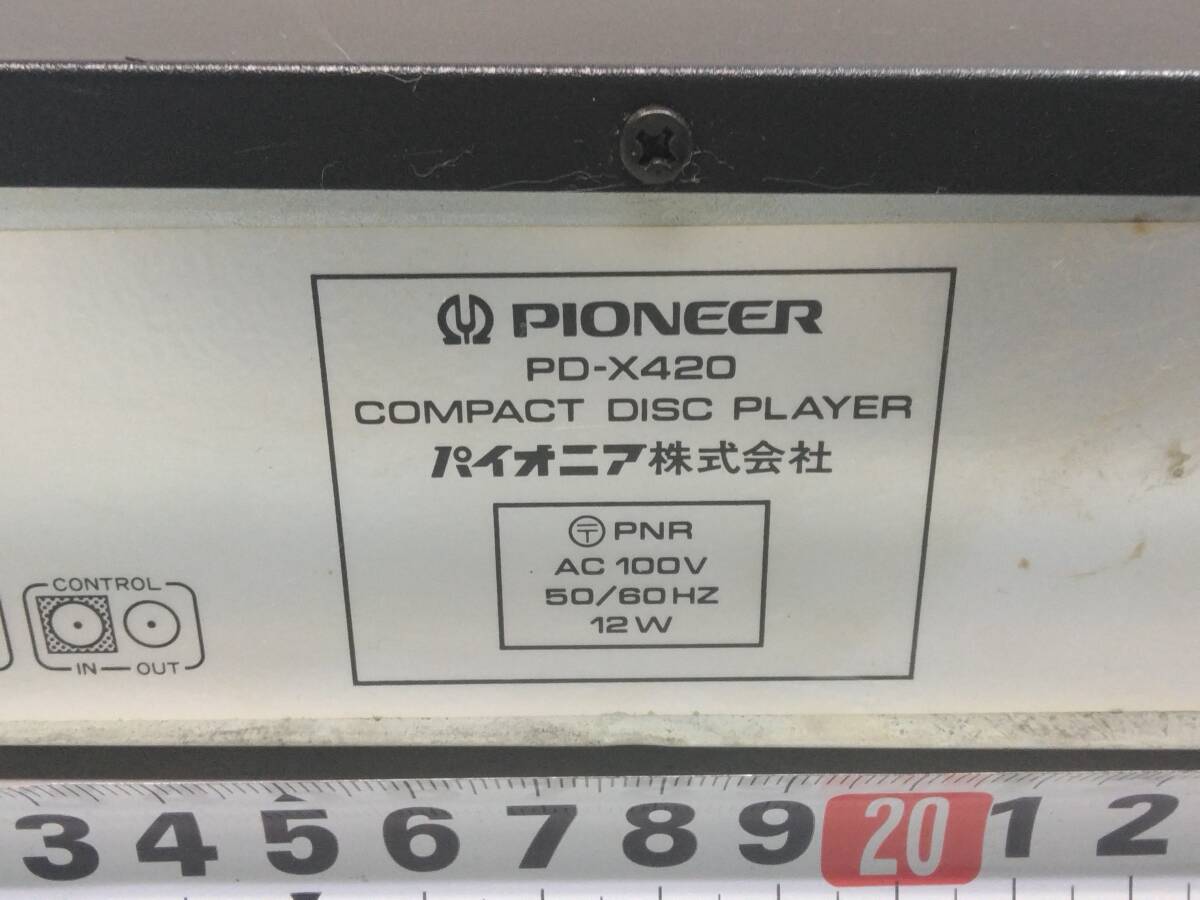 PIONEER
PD-X420
COMPACT DISC PLAYER
パイオニア株式会社
〒 PNR
AC 100V
50/60 HZ
12 W
CONTROL
IN OUT
3 4 5 6 7 8 9 20 1 2